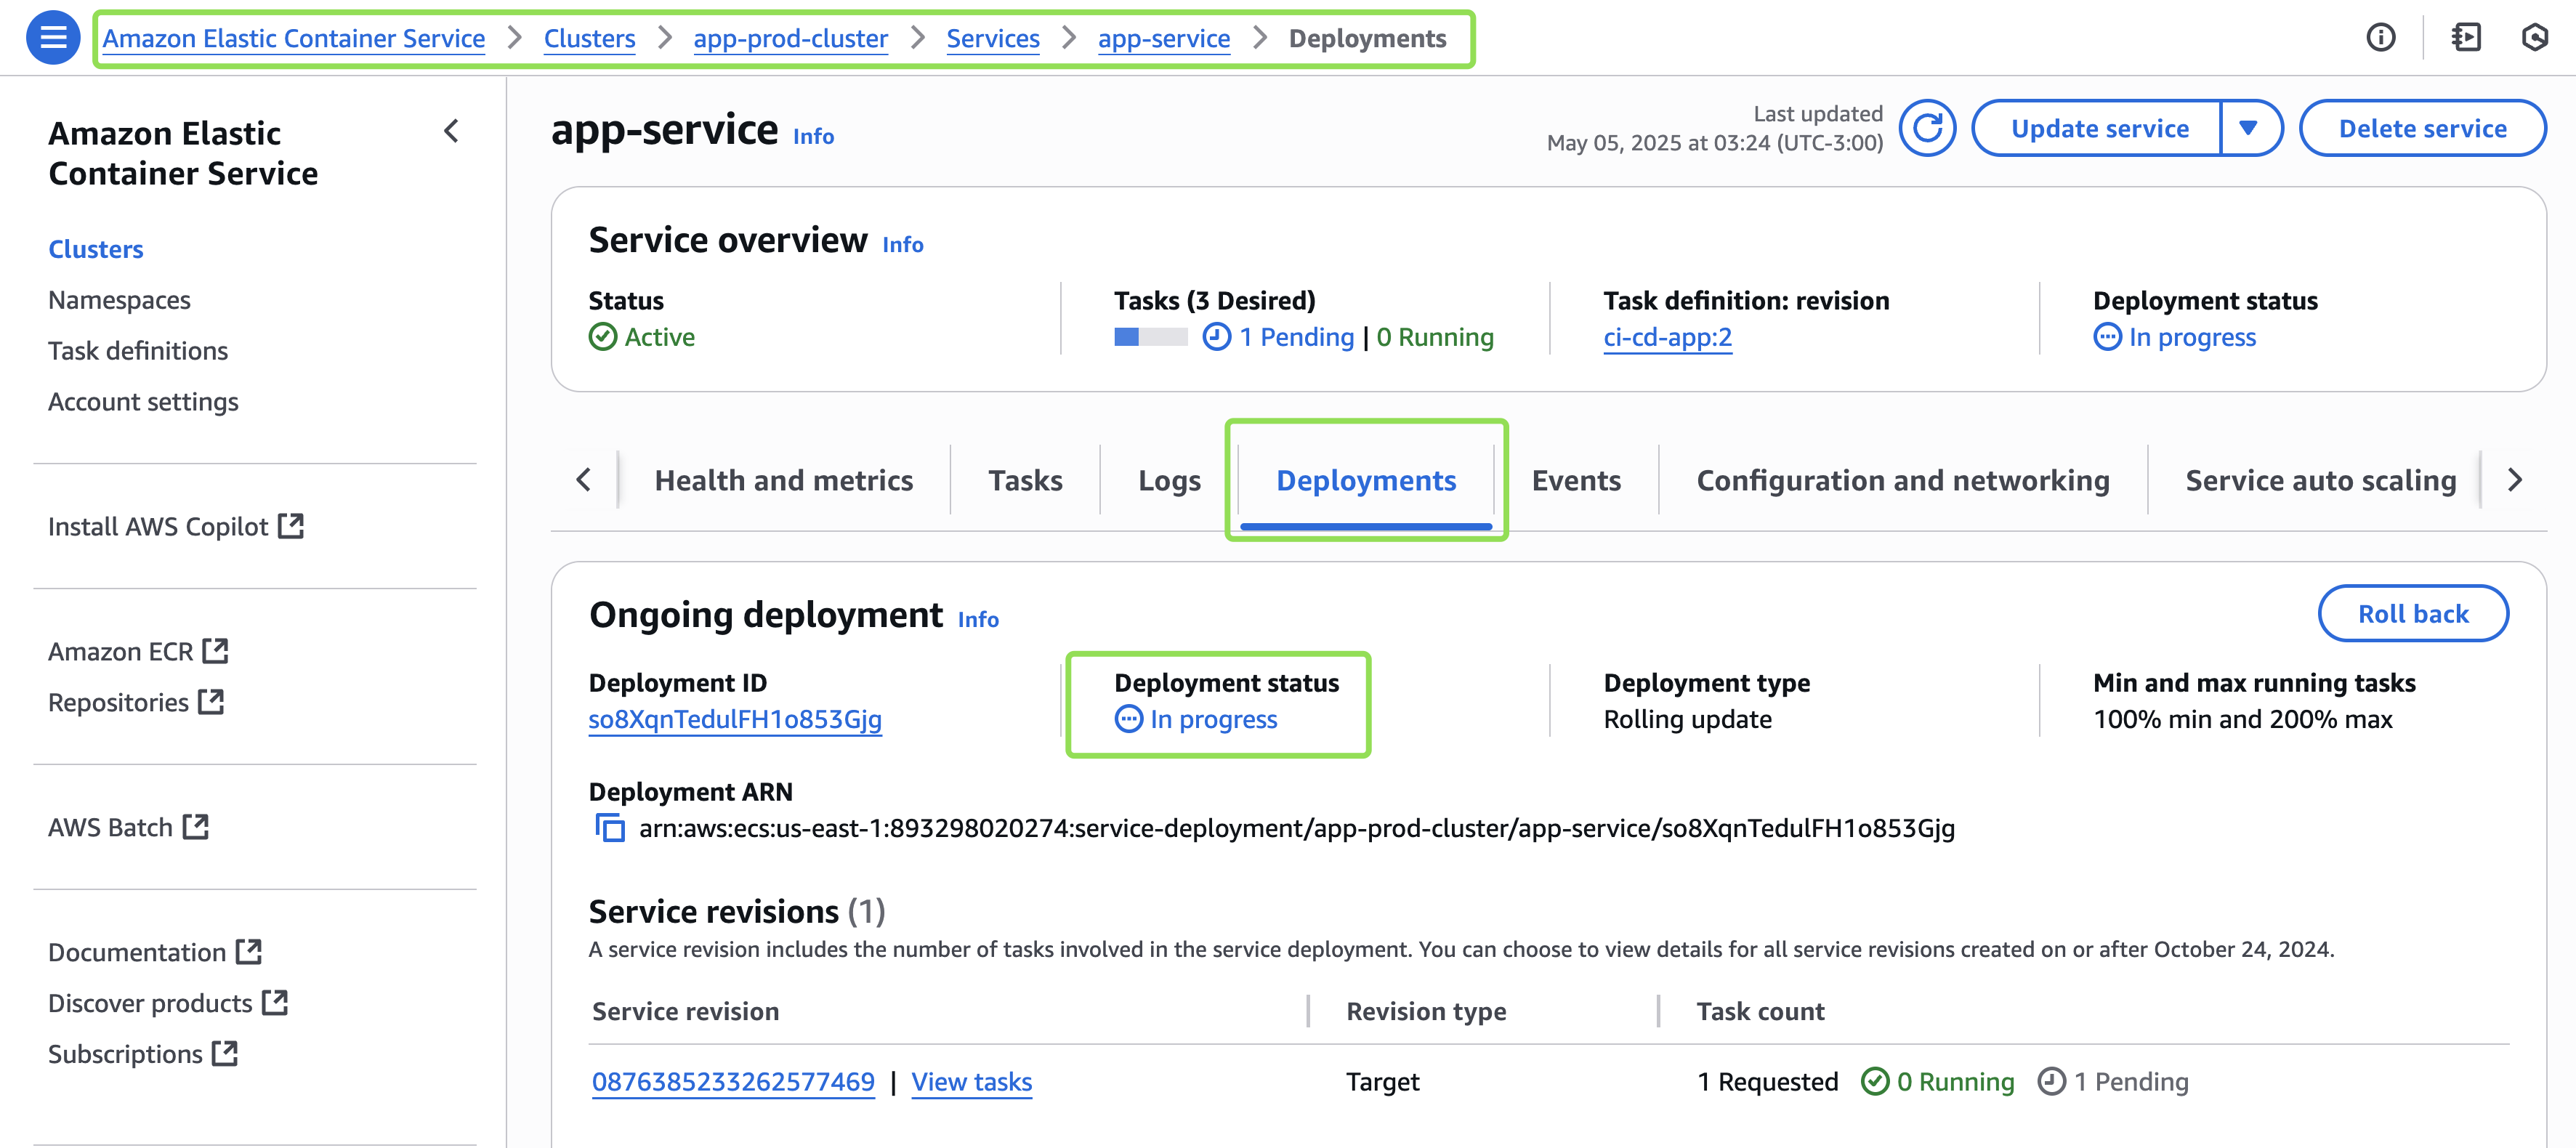 Amazon Elastic Container Service > Clusters > app-prod-cluster > Services > app-service > Deployments
Amazon Elastic
Container Service
Clusters
Namespaces
Task definitions
Account settings
Install AWS Copilot
Amazon ECR
Repositories
AWS Batch
Documentation
Discover products
Subscriptions
app-service Info
Last updated
May 05, 2025 at 03:24 (UTC-3:00)
Update service
Delete service
Service overview Info
Status
Active
Tasks (3 Desired)
1 Pending | 0 Running
Task definition: revision
ci-cd-app:2
Deployment status
In progress
Health and metrics
Tasks
Logs
Deployments
Events
Configuration and networking
Service auto scaling
Ongoing deployment Info
Roll back
Deployment ID
so8XqnTedulFH1o853Gjg
Deployment status
In progress
Deployment type
Rolling update
Min and max running tasks
100% min and 200% max
Deployment ARN
arn:aws:ecs:us-east-1:893298020274:service-deployment/app-prod-cluster/app-service/so8XqnTedulFH1o853Gjg
Service revisions (1)
A service revision includes the number of tasks involved in the service deployment. You can choose to view details for all service revisions created on or after October 24, 2024.
Service revision
Revision type
Task count
0876385233262577469 | View tasks
Target
1 Requested 0 Running 1 Pending